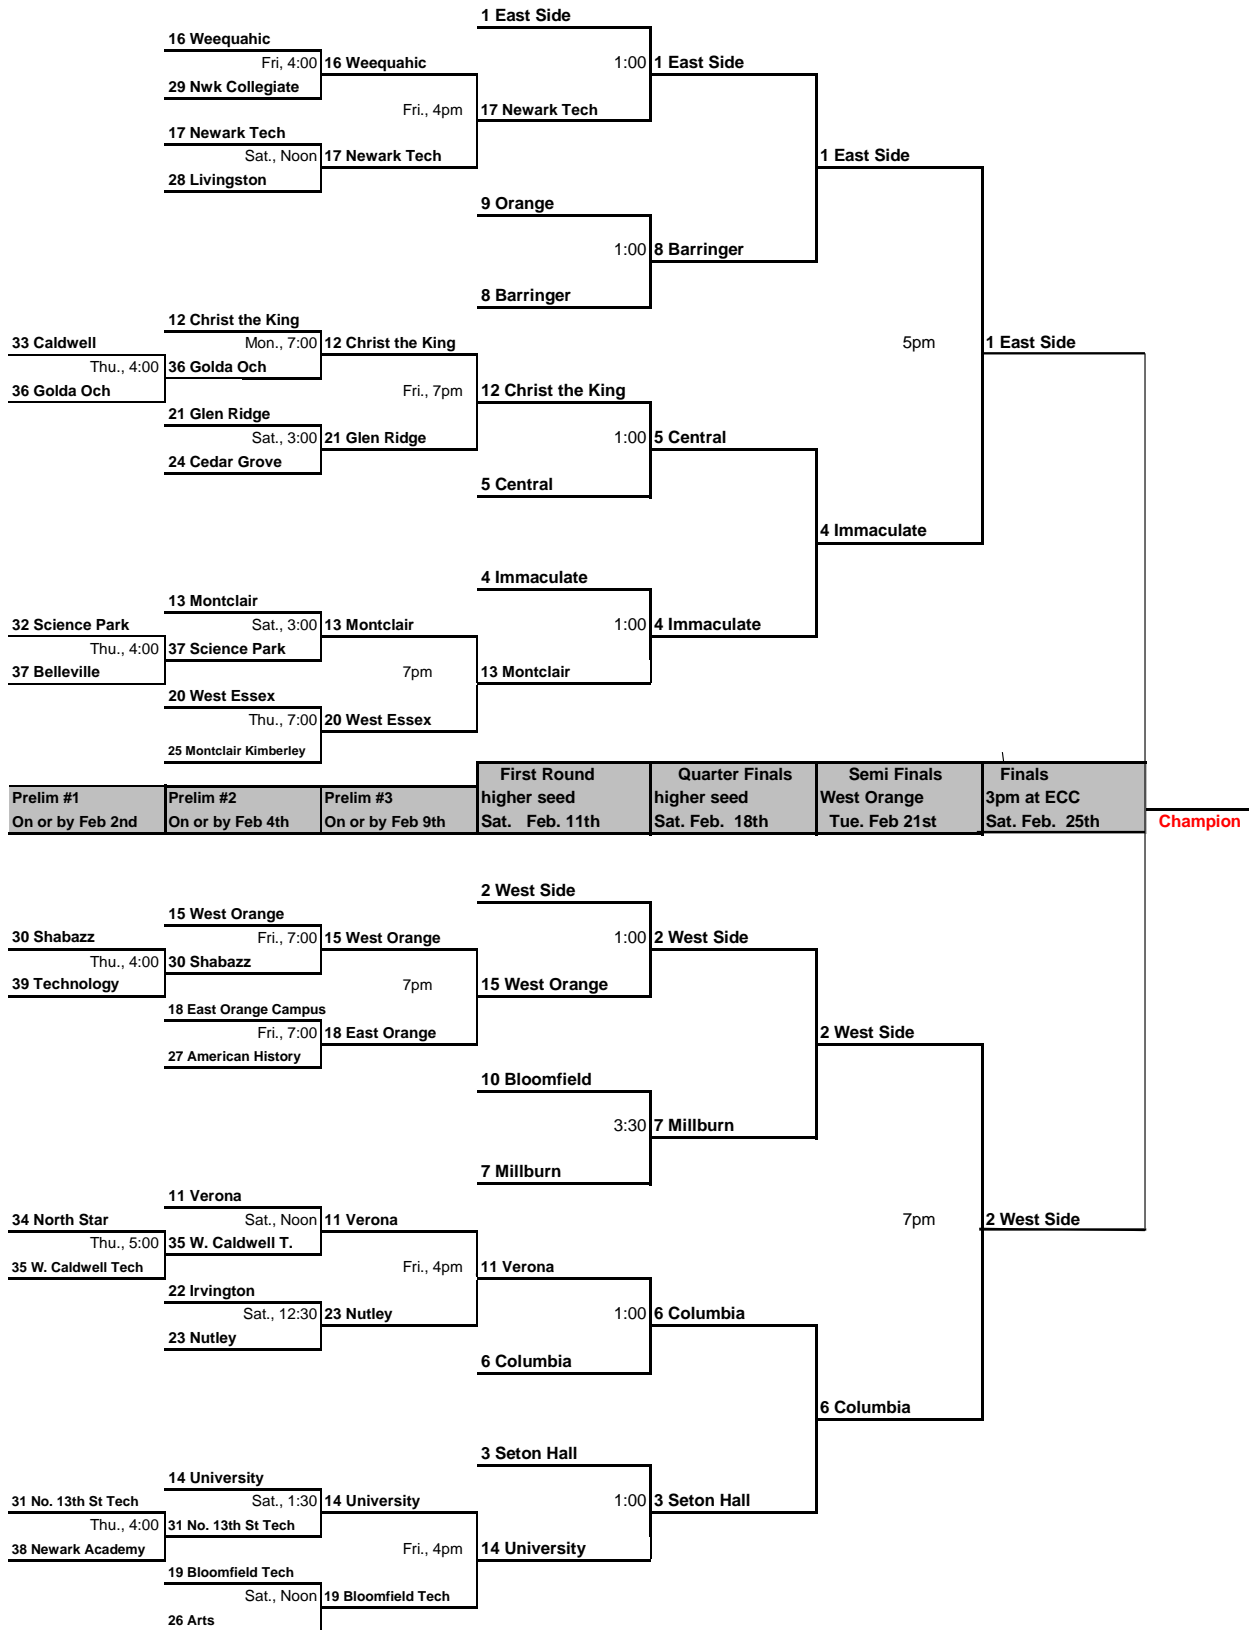 1 East Side
16 Weequahic
Fri, 4:00
16 Weequahic
1:00
1 East Side
29 Nwk Collegiate
Fri., 4pm
17 Newark Tech
17 Newark Tech
Sat., Noon
17 Newark Tech
1 East Side
28 Livingston
9 Orange
1:00
8 Barringer
8 Barringer
12 Christ the King
33 Caldwell
Mon., 7:00
12 Christ the King
5pm
1 East Side
Thu., 4:00
36 Golda Och
36 Golda Och
Fri., 7pm
12 Christ the King
21 Glen Ridge
Sat., 3:00
21 Glen Ridge
1:00
5 Central
24 Cedar Grove
5 Central
4 Immaculate
4 Immaculate
13 Montclair
32 Science Park
Sat., 3:00
13 Montclair
1:00
4 Immaculate
Thu., 4:00
37 Science Park
37 Belleville
7pm
13 Montclair
20 West Essex
Thu., 7:00
20 West Essex
25 Montclair Kimberley
First Round
Quarter Finals
Semi Finals
Finals
Prelim #1
Prelim #2
Prelim #3
higher seed
higher seed
West Orange
3pm at ECC
On or by Feb 2nd
On or by Feb 4th
On or by Feb 9th
Sat. Feb. 11th
Sat. Feb. 18th
Tue. Feb 21st
Sat. Feb. 25th
Champion
2 West Side
15 West Orange
30 Shabazz
Fri., 7:00
15 West Orange
1:00
2 West Side
Thu., 4:00
30 Shabazz
39 Technology
7pm
15 West Orange
18 East Orange Campus
Fri., 7:00
18 East Orange
2 West Side
27 American History
10 Bloomfield
3:30
7 Millburn
7 Millburn
11 Verona
34 North Star
Sat., Noon
11 Verona
7pm
2 West Side
Thu., 5:00
35 W. Caldwell T.
35 W. Caldwell Tech
Fri., 4pm
11 Verona
22 Irvington
Sat., 12:30
23 Nutley
1:00
6 Columbia
23 Nutley
6 Columbia
6 Columbia
3 Seton Hall
14 University
31 No. 13th St Tech
Sat., 1:30
14 University
1:00
3 Seton Hall
Thu., 4:00
31 No. 13th St Tech
38 Newark Academy
Fri., 4pm
14 University
19 Bloomfield Tech
Sat., Noon
19 Bloomfield Tech
26 Arts